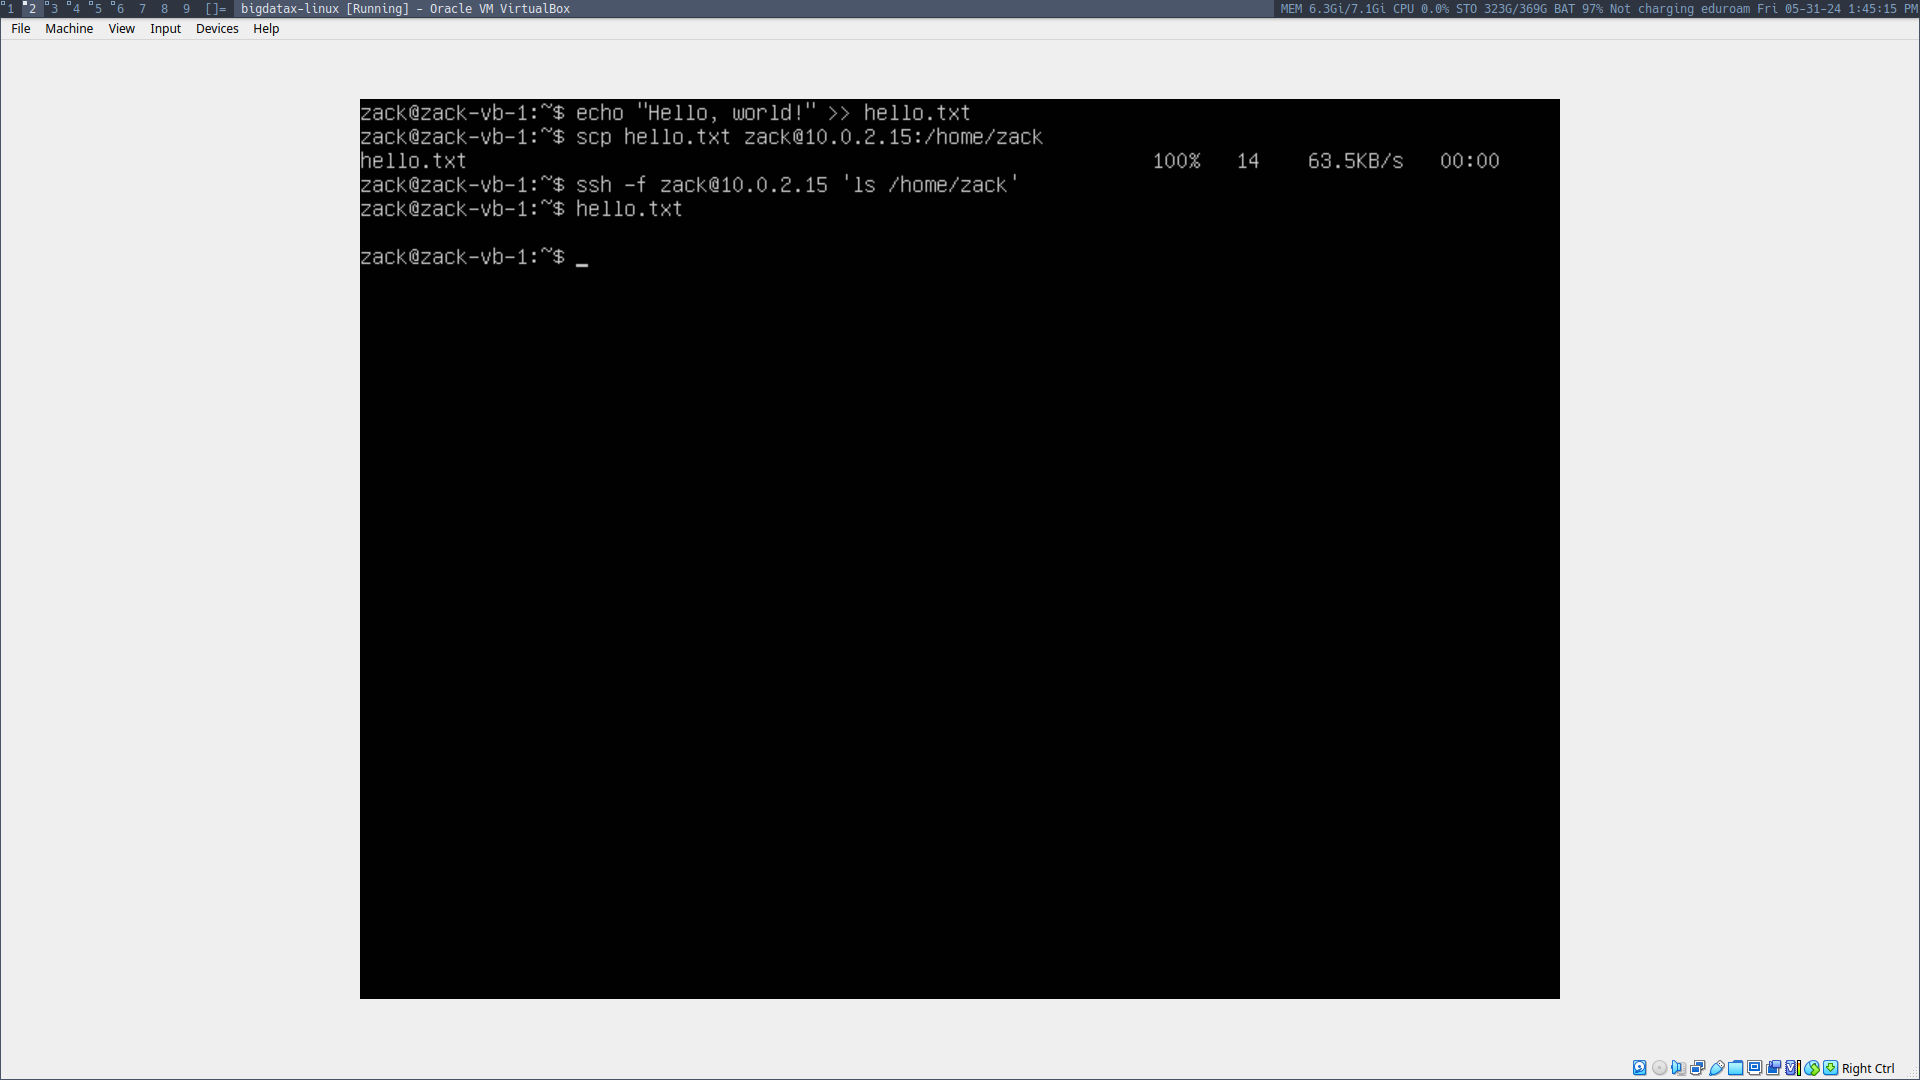 1 2 3 4 5 6 7 8 9 []= bigdatax-linux [Running] - Oracle VM VirtualBox MEM 6.3Gi/7.1Gi CPU 0.0% STO 323G/369G BAT 97% Not charging eduroam Fri 05-31-24 1:45:15 PM
File Machine View Input Devices Help
zack@zack-vb-1:~$ echo "Hello, world!" >> hello.txt
zack@zack-vb-1:~$ scp hello.txt zack@10.0.2.15:/home/zack
hello.txt 100% 14 63.5KB/s 00:00
zack@zack-vb-1:~$ ssh -f zack@10.0.2.15 'ls /home/zack'
zack@zack-vb-1:~$ hello.txt
zack@zack-vb-1:~$ _
Right Ctrl